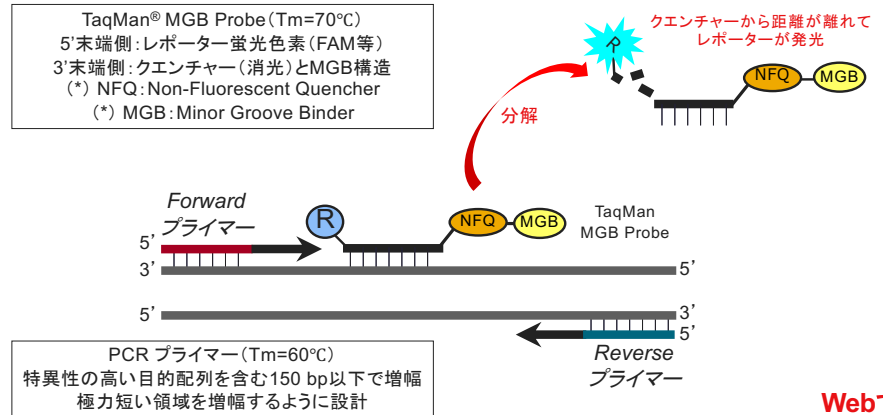 TaqMan® MGB Probe(Tm=70℃)
5'末端側:レポーター蛍光色素(FAM等)
3'末端側:クエンチャー(消光)とMGB構造
(*) NFQ:Non-Fluorescent Quencher
(*) MGB:Minor Groove Binder
クエンチャーから距離が離れて
レポーターが発光
R
NFQ
MGB
分解
Forward
プライマー
R
NFQ
MGB
TaqMan
MGB Probe
5’
3’
5’
5’
3’
5’
Reverse
プライマー
PCR プライマー(Tm=60℃)
特異性の高い目的配列を含む150 bp以下で増幅
極力短い領域を増幅するように設計
Web